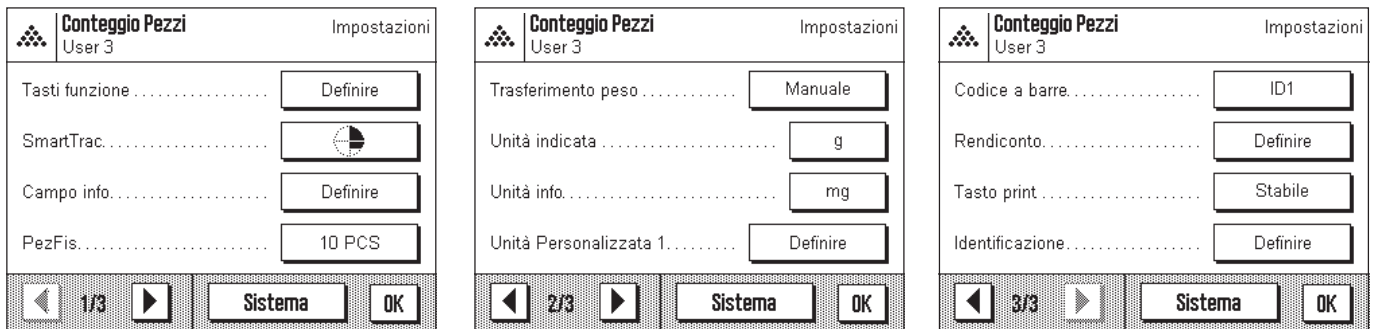 Conteggio Pezzi Impostazioni
User 3
Tasti funzione ................. Definire
SmartTrac.....................
Campo info.................... Definire
PezFis........................ 10 PCS
1/3 Sistema OK
Conteggio Pezzi Impostazioni
User 3
Trasferimento peso ............ Manuale
Unità indicata ...................... g
Unità info........................... mg
Unità Personalizzata 1......... Definire
2/3 Sistema OK
Conteggio Pezzi Impostazioni
User 3
Codice a barre................. ID1
Rendiconto.................... Definire
Tasto print ................... Stabile
Identificazione................. Definire
3/3 Sistema OK